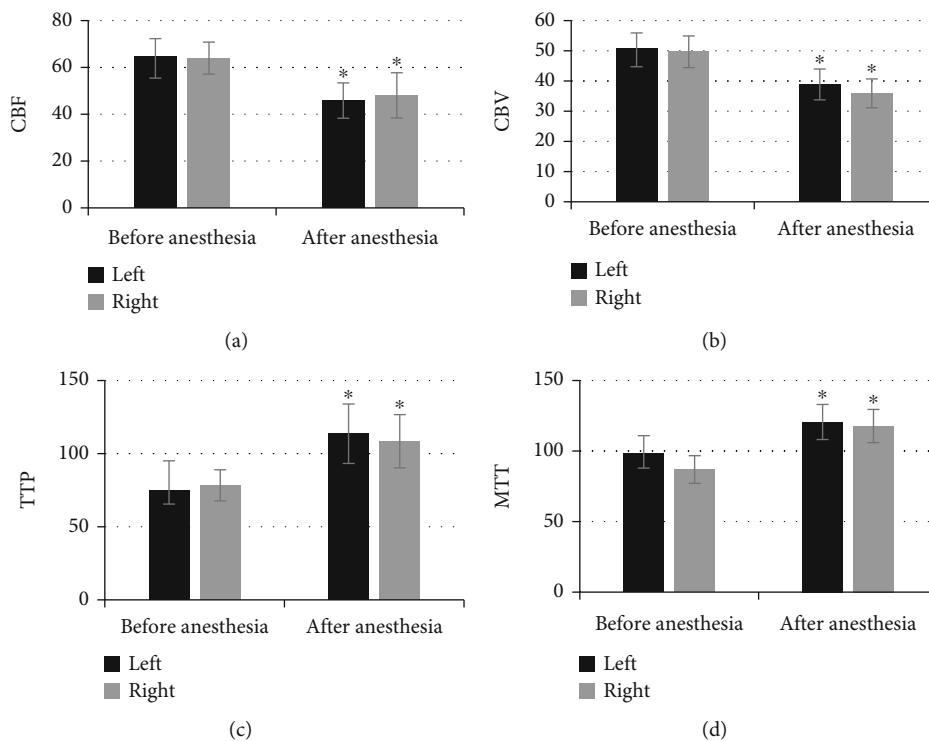 80
60
40
20
0
CBF
* *
Before anesthesia After anesthesia
Left
Right
(a)
60
50
40
30
20
10
0
CBV
* *
Before anesthesia After anesthesia
Left
Right
(b)
150
100
50
0
TTP
* *
Before anesthesia After anesthesia
Left
Right
(c)
150
100
50
0
MTT
* *
Before anesthesia After anesthesia
Left
Right
(d)